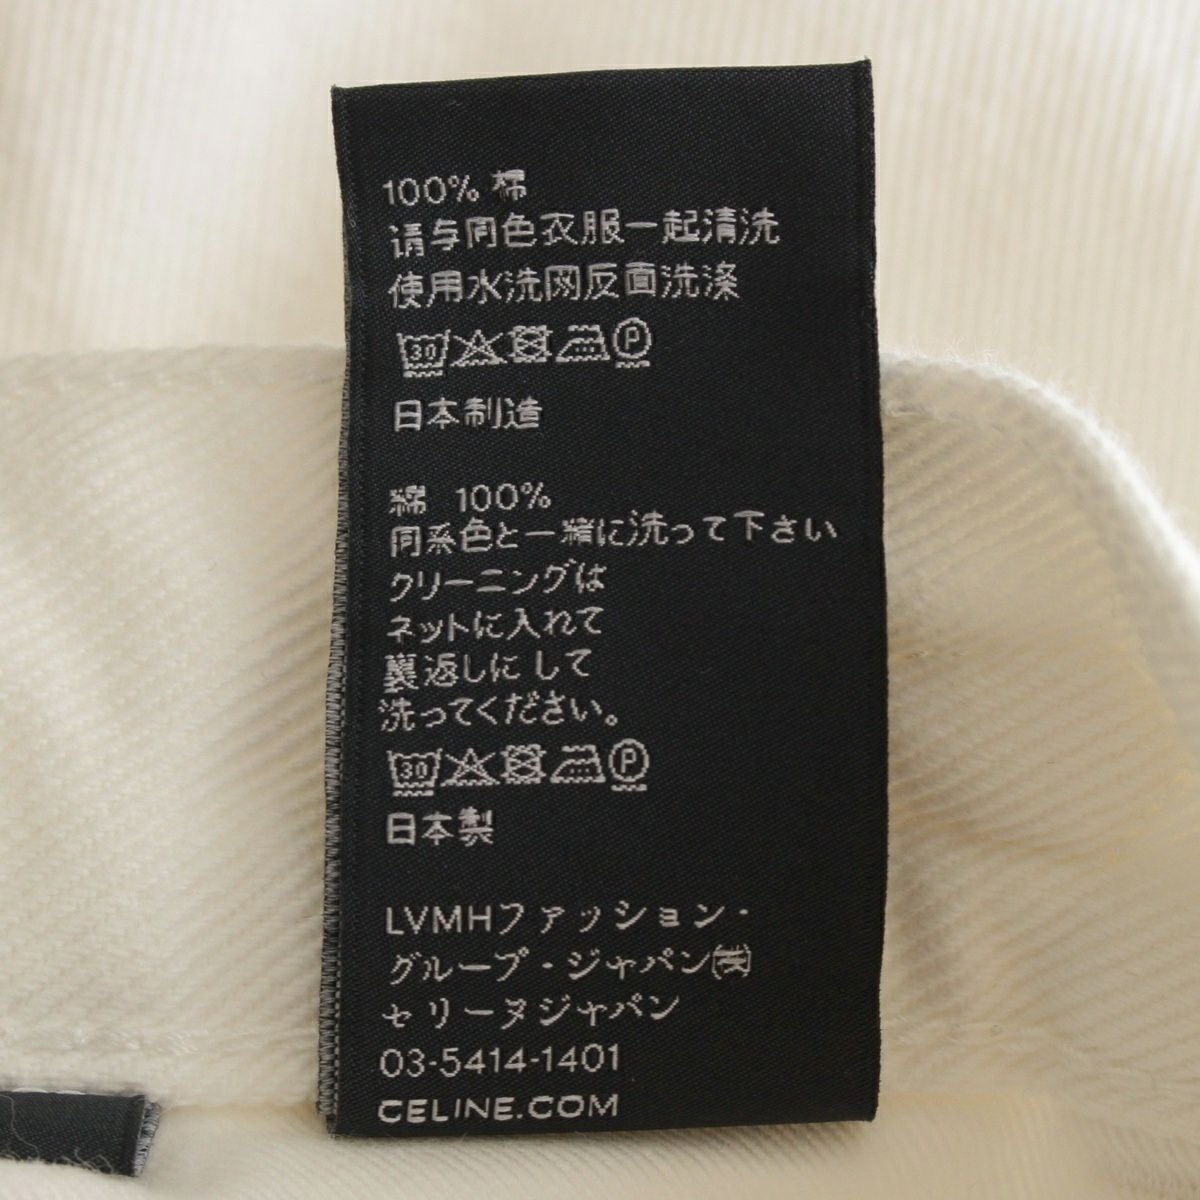 100% 棉
请与同色衣服一起清洗
使用水洗网反面洗涤
30 P
日本制造
綿 100%
同系色と一緒に洗って下さい
クリーニングは
ネットに入れて
裏返しにして
洗ってください。
30 P
日本製
LVMHファッション・
グループ・ジャパン㈱
セリーヌジャパン
03-5414-1401
CELINE.COM